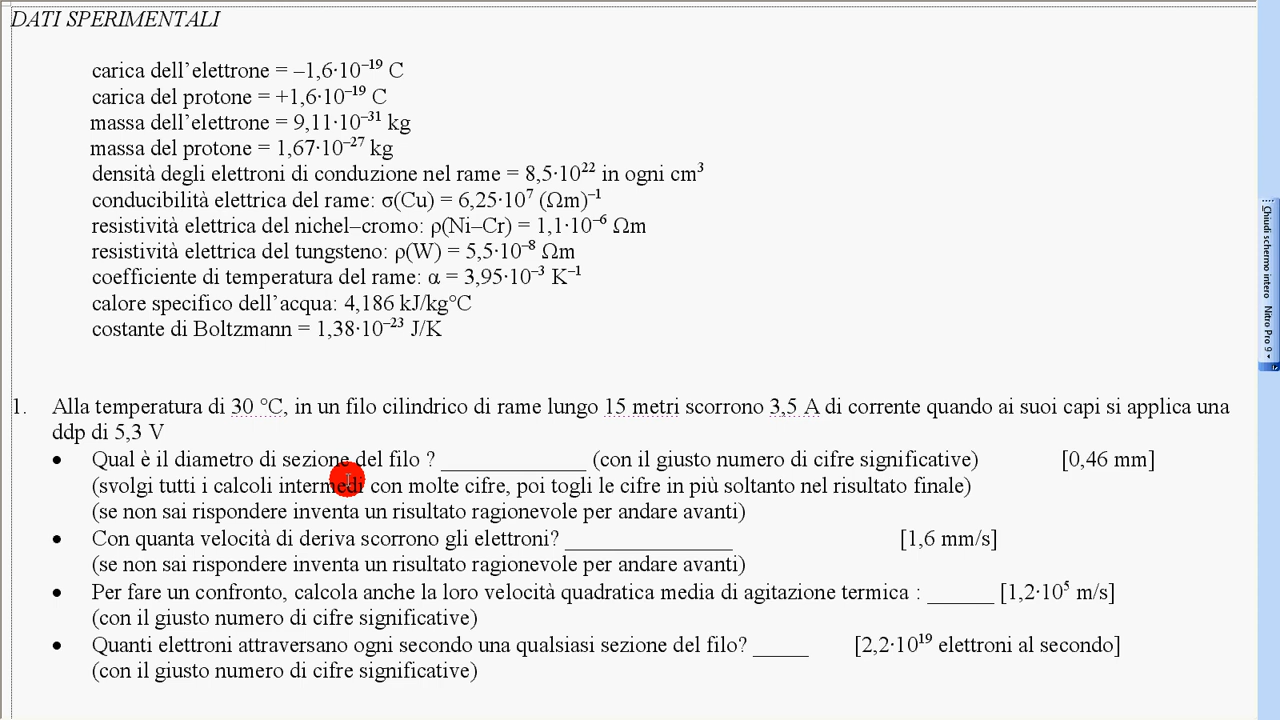 DATI SPERIMENTALI
carica dell'elettrone = –1,6·10⁻¹⁹ C
carica del protone = +1,6·10⁻¹⁹ C
massa dell'elettrone = 9,11·10⁻³¹ kg
massa del protone = 1,67·10⁻²⁷ kg
densità degli elettroni di conduzione nel rame = 8,5·10²² in ogni cm³
conducibilità elettrica del rame: σ(Cu) = 6,25·10⁷ (Ωm)⁻¹
resistività elettrica del nichel–cromo: ρ(Ni–Cr) = 1,1·10⁻⁶ Ωm
resistività elettrica del tungsteno: ρ(W) = 5,5·10⁻⁸ Ωm
coefficiente di temperatura del rame: α = 3,95·10⁻³ K⁻¹
calore specifico dell'acqua: 4,186 kJ/kg°C
costante di Boltzmann = 1,38·10⁻²³ J/K
1. Alla temperatura di 30 °C, in un filo cilindrico di rame lungo 15 metri scorrono 3,5 A di corrente quando ai suoi capi si applica una
ddp di 5,3 V
• Qual è il diametro di sezione del filo ? _____________ (con il giusto numero di cifre significative) [0,46 mm]
(svolgi tutti i calcoli intermedi con molte cifre, poi togli le cifre in più soltanto nel risultato finale)
(se non sai rispondere inventa un risultato ragionevole per andare avanti)
• Con quanta velocità di deriva scorrono gli elettroni? _______________ [1,6 mm/s]
(se non sai rispondere inventa un risultato ragionevole per andare avanti)
• Per fare un confronto, calcola anche la loro velocità quadratica media di agitazione termica : ______ [1,2·10⁵ m/s]
(con il giusto numero di cifre significative)
• Quanti elettroni attraversano ogni secondo una qualsiasi sezione del filo? _____ [2,2·10¹⁹ elettroni al secondo]
(con il giusto numero di cifre significative)
Chiudi schermo intero Nitro Pro 9